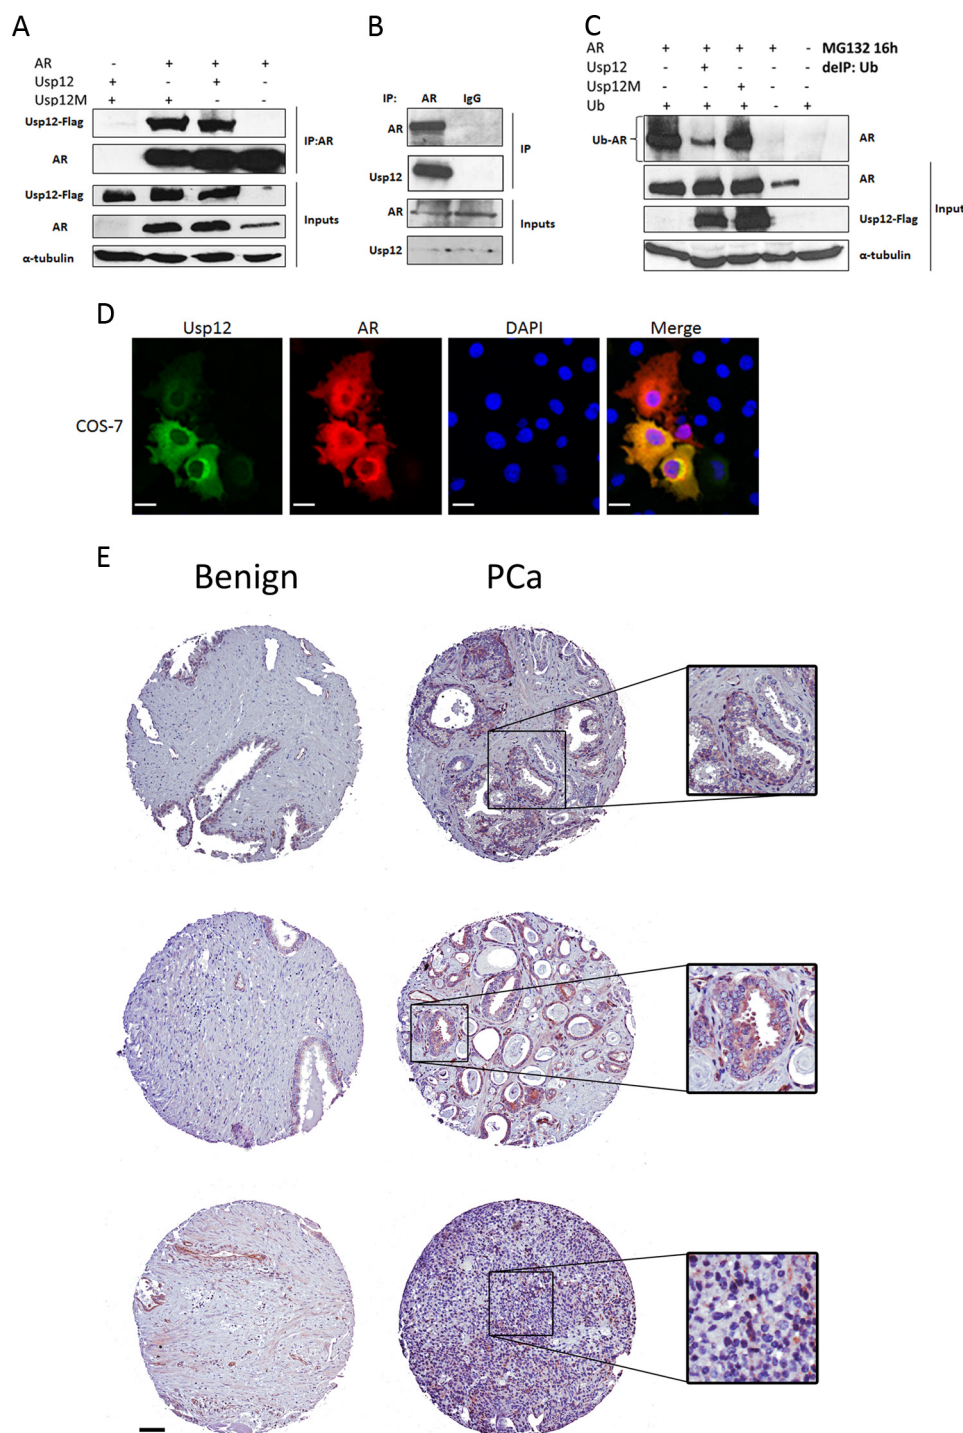 A
AR - + + +
Usp12 + - + -
Usp12M + + - -
Usp12-Flag
AR
IP:AR
Usp12-Flag
AR
α-tubulin
Inputs
B
IP: AR IgG
AR
Usp12
IP
AR
Usp12
Inputs
C
AR + + + + - MG132 16h
Usp12 - + - - - deIP: Ub
Usp12M - - + - -
Ub + + + - +
Ub-AR
AR
AR
Usp12-Flag
α-tubulin
Input
D
Usp12 AR DAPI Merge
COS-7
E
Benign PCa